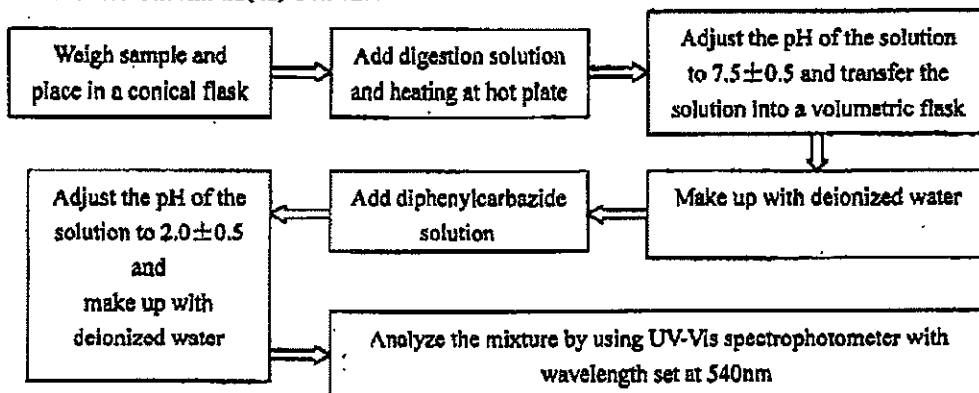 Weigh sample and
place in a conical flask
Add digestion solution
and heating at hot plate
Adjust the pH of the solution
to 7.5±0.5 and transfer the
solution into a volumetric flask
Make up with deionized water
Add diphenylcarbazide
solution
Adjust the pH of the
solution to 2.0±0.5
and
make up with
deionized water
Analyze the mixture by using UV-Vis spectrophotometer with
wavelength set at 540nm